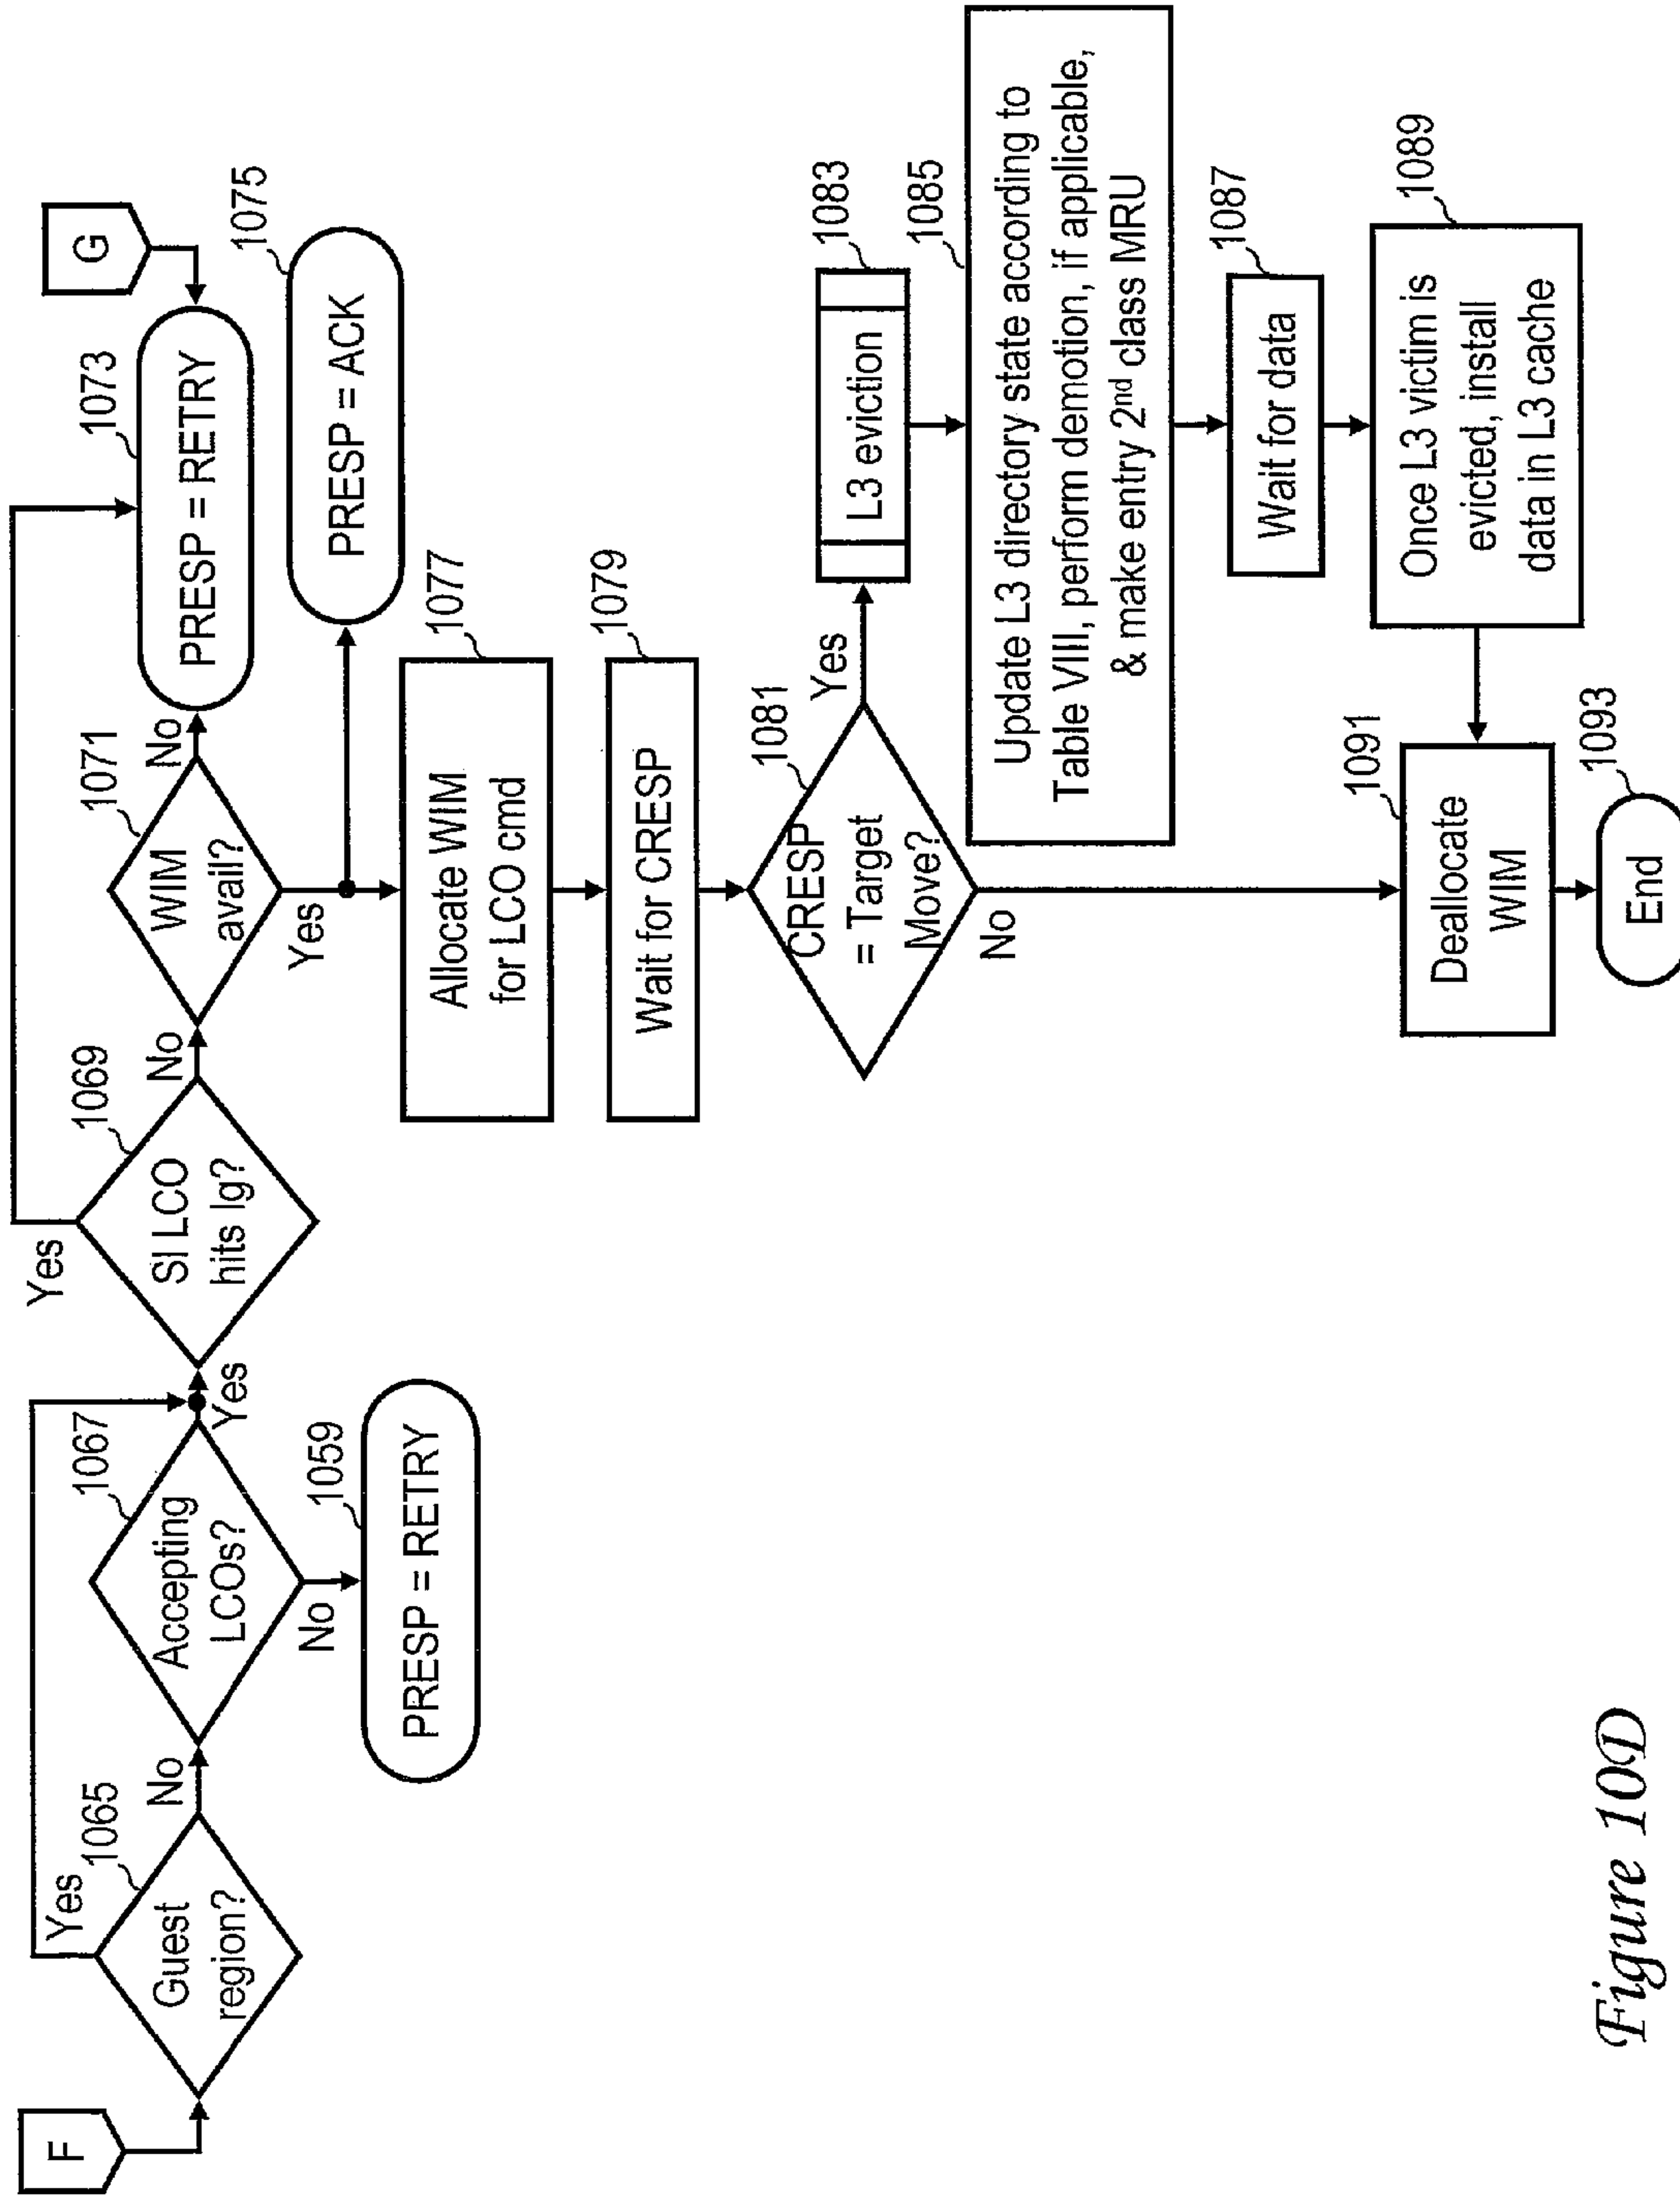 F
Guest
region?
1065
Yes
No
Accepting
LCOs?
1067
Yes
No
PRESP = RETRY
1059
SI LCO
hits Ig?
1069
Yes
No
WIM
avail?
1071
No
Yes
PRESP = RETRY
1073
G
PRESP = ACK
1075
Allocate WIM
for LCO cmd
1077
Wait for CRESP
1079
CRESP
= Target
Move?
1081
Yes
No
L3 eviction
1083
Update L3 directory state according to
Table VIII, perform demotion, if applicable,
& make entry 2nd class MRU
1085
Wait for data
1087
Once L3 victim is
evicted, install
data in L3 cache
1089
Deallocate
WIM
1091
End
1093
Figure 10D